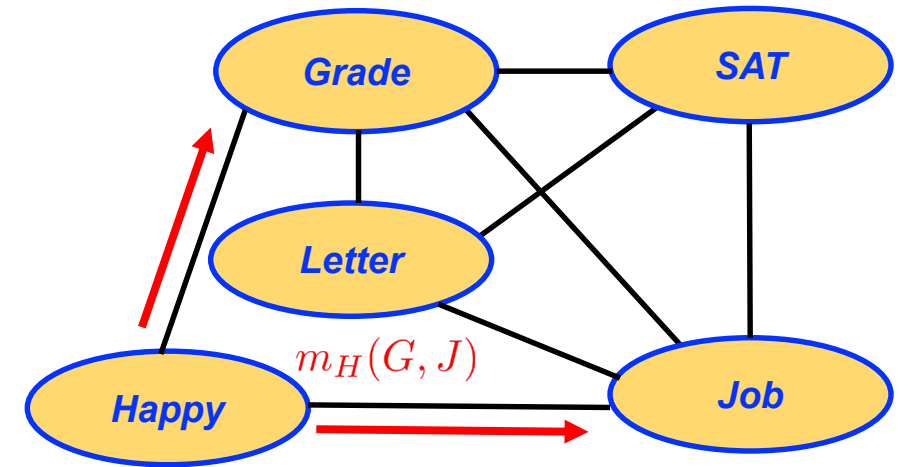 Grade
SAT
Letter
m_H(G, J)
Happy
Job